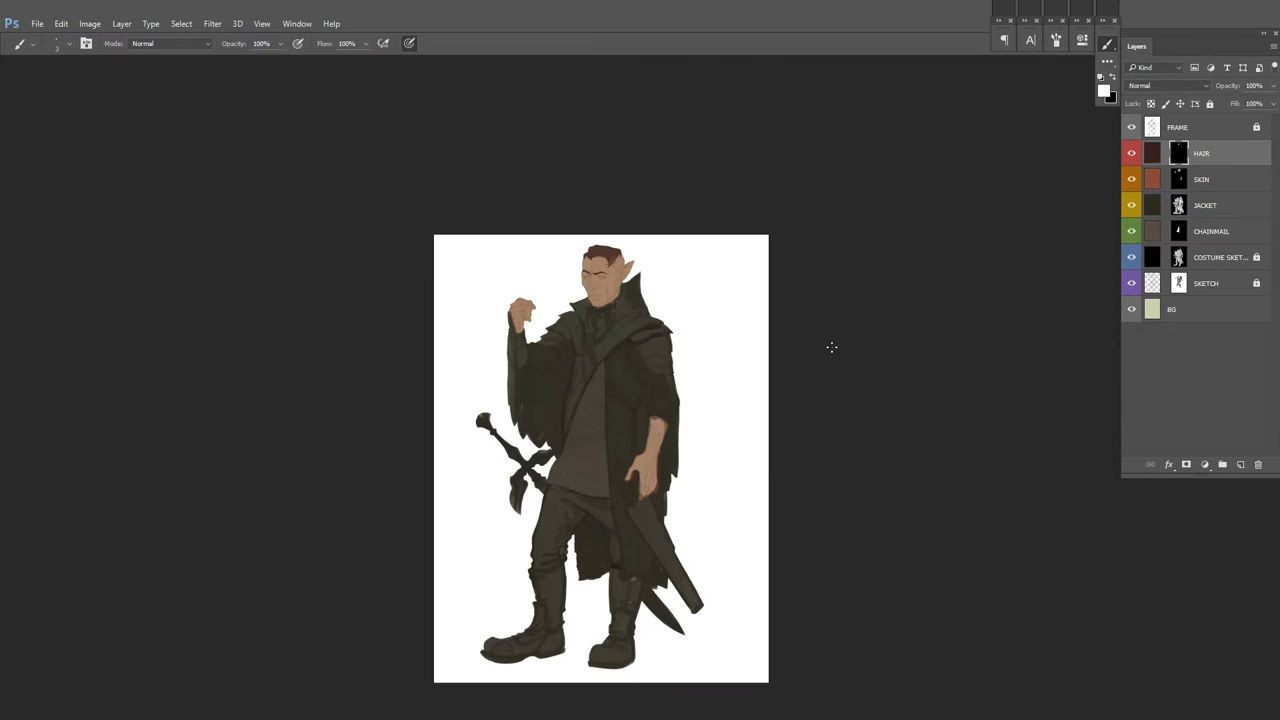 Ps File Edit Image Layer Type Select Filter 3D View Window Help
3 Mode: Normal Opacity: 100% Flow: 100%
Layers
Kind
Normal Opacity: 100%
Lock: Fill: 100%
FRAME
HAIR
SKIN
JACKET
CHAINMAIL
COSTUME SKET...
SKETCH
BG